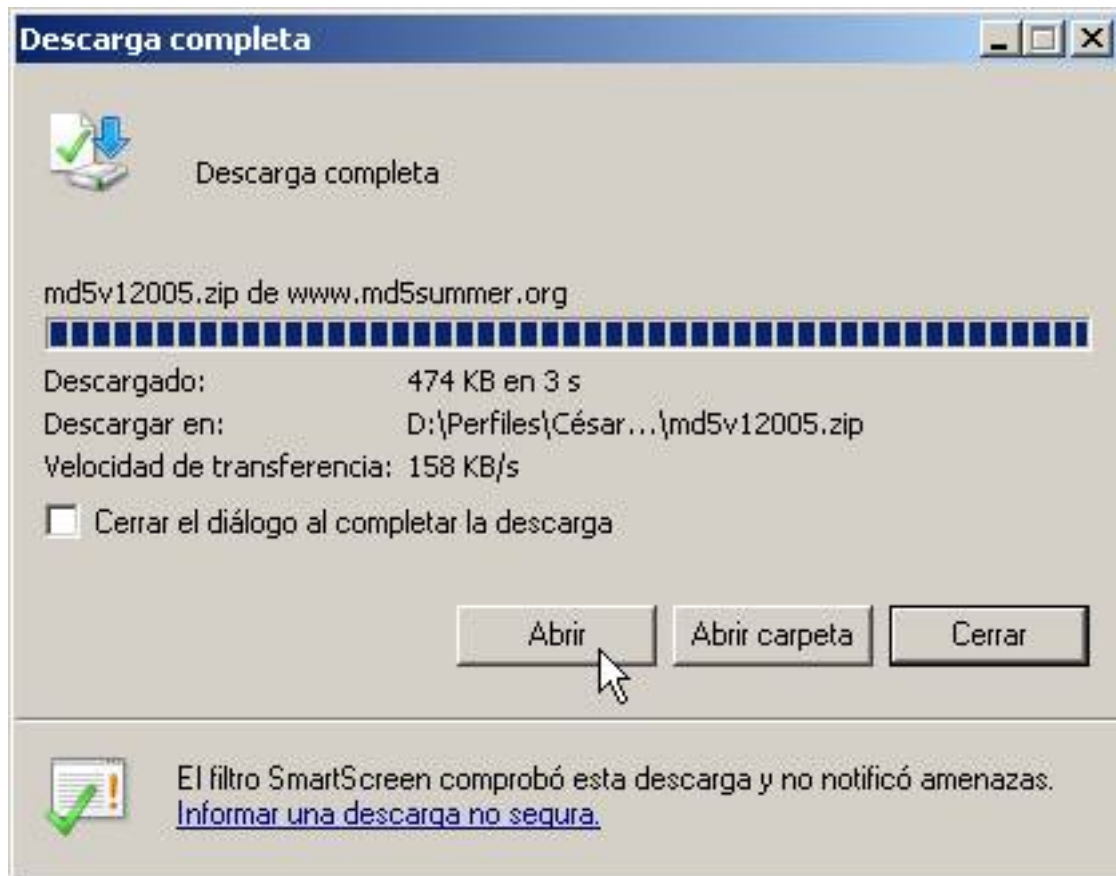 Descarga completa
Descarga completa
md5v12005.zip de www.md5summer.org
Descargado: 474 KB en 3 s
Descargar en: D:\Perfiles\César...\md5v12005.zip
Velocidad de transferencia: 158 KB/s
Cerrar el diálogo al completar la descarga
Abrir Abrir carpeta Cerrar
El filtro SmartScreen comprobó esta descarga y no notificó amenazas.
Informar una descarga no segura.